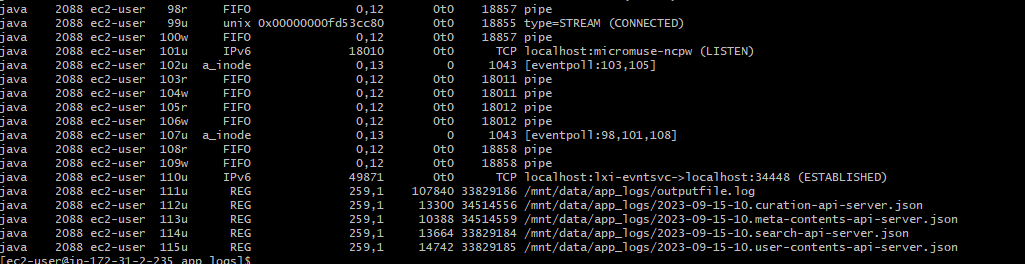 java 2088 ec2-user 98r FIFO 0,12 0t0 18857 pipe
java 2088 ec2-user 99u unix 0x00000000fd53cc80 0t0 18855 type=STREAM (CONNECTED)
java 2088 ec2-user 100w FIFO 0,12 0t0 18857 pipe
java 2088 ec2-user 101u IPv6 18010 0t0 TCP localhost:micromuse-ncpw (LISTEN)
java 2088 ec2-user 102u a_inode 0,13 0 1043 [eventpoll:103,105]
java 2088 ec2-user 103r FIFO 0,12 0t0 18011 pipe
java 2088 ec2-user 104w FIFO 0,12 0t0 18011 pipe
java 2088 ec2-user 105r FIFO 0,12 0t0 18012 pipe
java 2088 ec2-user 106w FIFO 0,12 0t0 18012 pipe
java 2088 ec2-user 107u a_inode 0,13 0 1043 [eventpoll:98,101,108]
java 2088 ec2-user 108r FIFO 0,12 0t0 18858 pipe
java 2088 ec2-user 109w FIFO 0,12 0t0 18858 pipe
java 2088 ec2-user 110u IPv6 49871 0t0 TCP localhost:lxi-evntsvc->localhost:34448 (ESTABLISHED)
java 2088 ec2-user 111u REG 259,1 107840 33829186 /mnt/data/app_logs/outputfile.log
java 2088 ec2-user 112u REG 259,1 13300 34514556 /mnt/data/app_logs/2023-09-15-10.curation-api-server.json
java 2088 ec2-user 113u REG 259,1 10388 34514559 /mnt/data/app_logs/2023-09-15-10.meta-contents-api-server.json
java 2088 ec2-user 114u REG 259,1 13664 33829184 /mnt/data/app_logs/2023-09-15-10.search-api-server.json
java 2088 ec2-user 115u REG 259,1 14742 33829185 /mnt/data/app_logs/2023-09-15-10.user-contents-api-server.json
[ec2-user@ip-172-31-2-235 app_logs]$